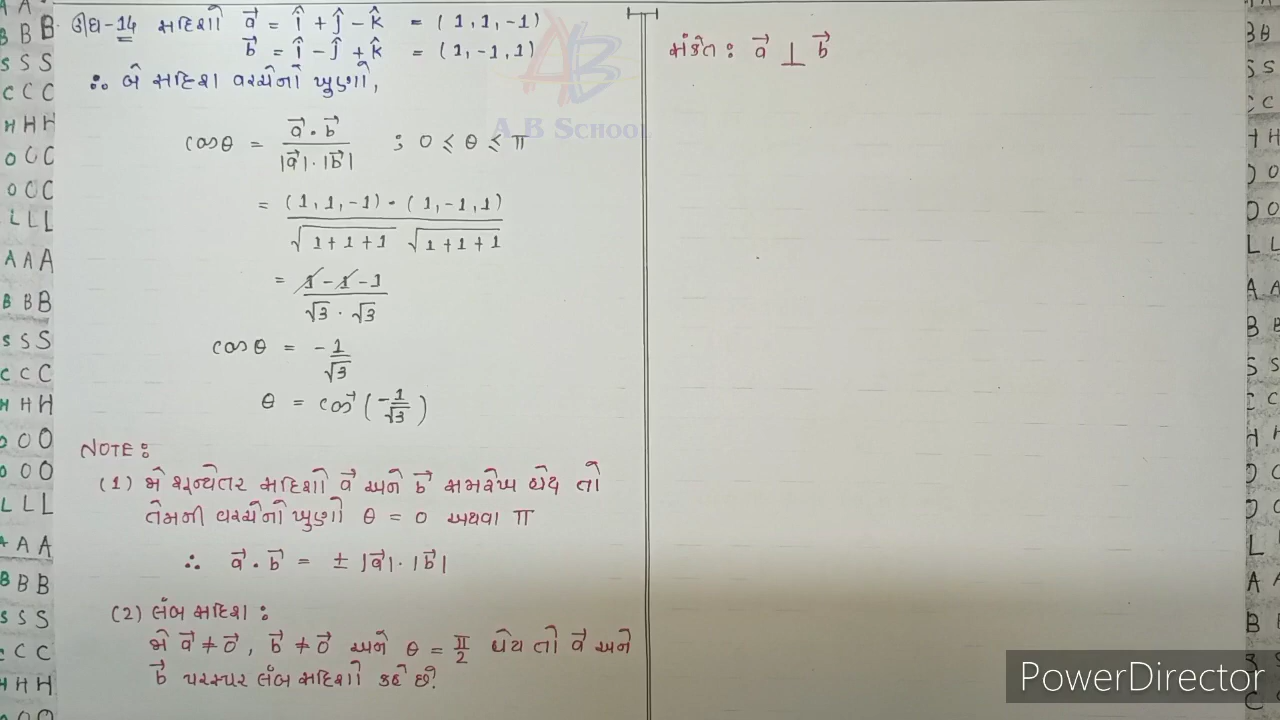 ઉદા-14 સદિશો a⃗ = î + ĵ − k̂ = (1, 1, -1)
b⃗ = î − ĵ + k̂ = (1, -1, 1)
∴ બે સદિશ વચ્ચેનો ખુણો,
cosθ = a⃗ · b⃗ / |a⃗| · |b⃗| ; 0 ≤ θ ≤ π
= (1, 1, -1) · (1, -1, 1) / √1+1+1 √1+1+1
= 1 - 1 - 1 / √3 · √3
cosθ = - 1/√3
θ = cos⁻¹ (-1/√3)
NOTE :
(1) જો શૂન્યેતર સદિશો a⃗ અને b⃗ સમરેખ હોય તો
તેમની વચ્ચેનો ખુણો θ = 0 અથવા π
∴ a⃗ · b⃗ = ± |a⃗| · |b⃗|
(2) લંબ સદિશ :
જો a⃗ ≠ 0⃗, b⃗ ≠ 0⃗ અને θ = π/2 હોય તો a⃗ અને
b⃗ પરસ્પર લંબ સદિશો કહે છે.
સંકેત : a⃗ ⊥ b⃗
A B SCHOOL
PowerDirector